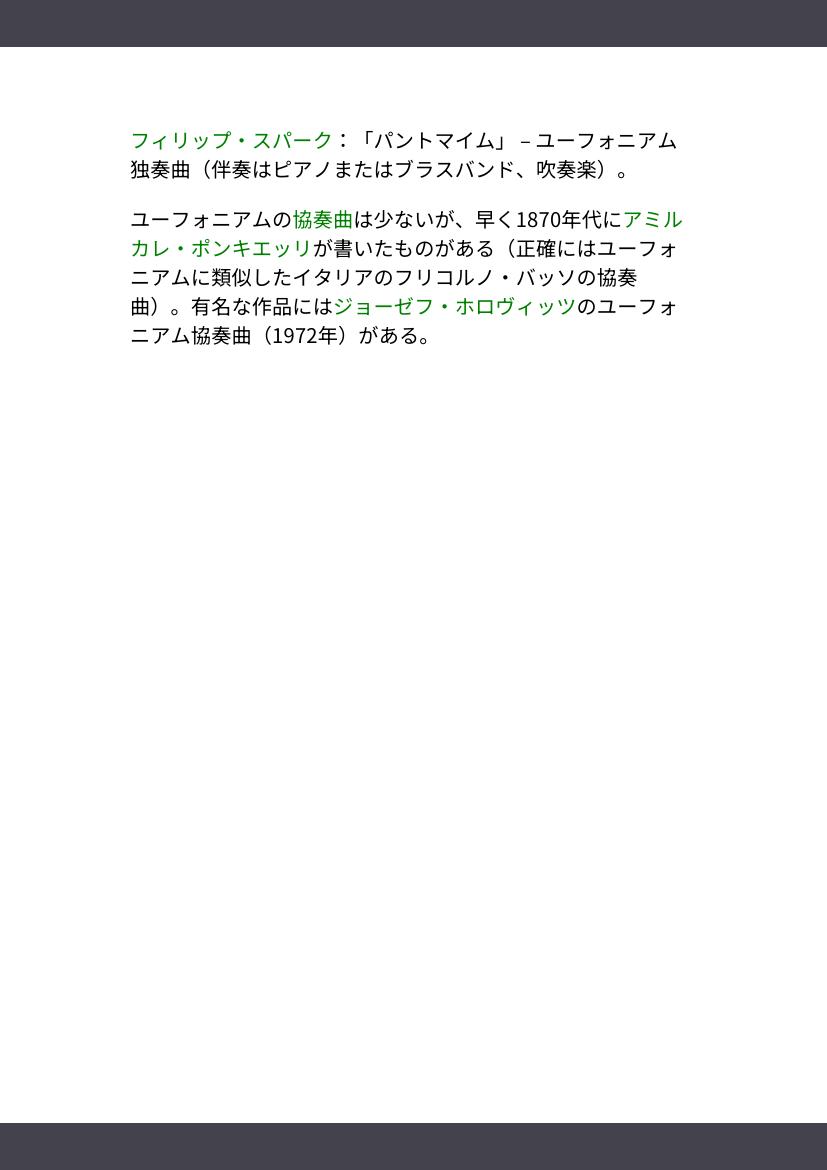 フィリップ・スパーク：「パントマイム」 – ユーフォニアム
独奏曲（伴奏はピアノまたはブラスバンド、吹奏楽）。
ユーフォニアムの協奏曲は少ないが、早く1870年代にアミル
カレ・ポンキエッリが書いたものがある（正確にはユーフォ
ニアムに類似したイタリアのフリコルノ・バッソの協奏
曲）。有名な作品にはジョーゼフ・ホロヴィッツのユーフォ
ニアム協奏曲（1972年）がある。